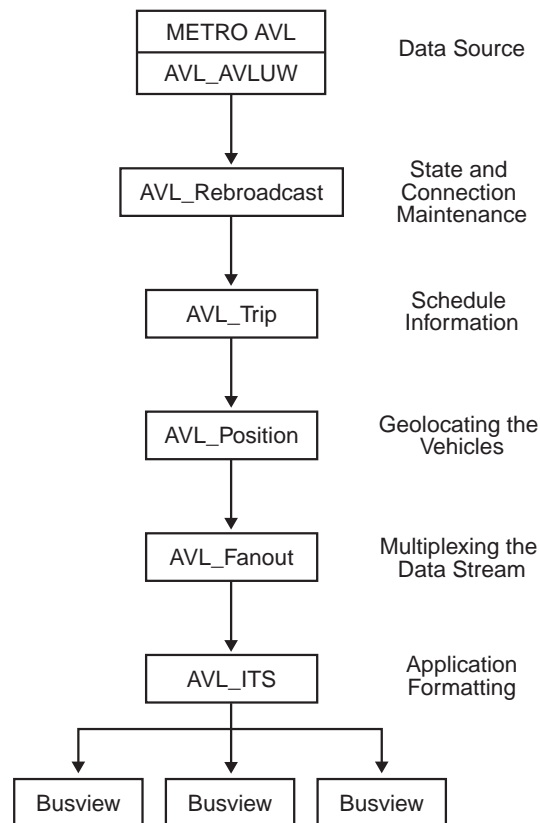 METRO AVL
AVL_AVLUW
Data Source
AVL_Rebroadcast
State and
Connection
Maintenance
AVL_Trip
Schedule
Information
AVL_Position
Geolocating the
Vehicles
AVL_Fanout
Multiplexing the
Data Stream
AVL_ITS
Application
Formatting
Busview
Busview
Busview